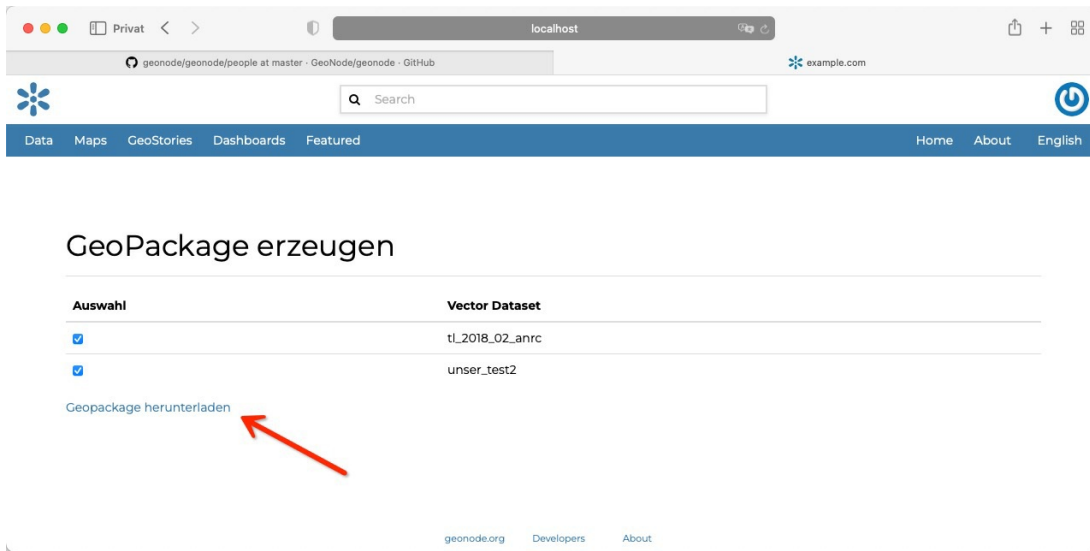 Privat
localhost
geonode/geonode/people at master · GeoNode/geonode · GitHub
example.com
Search
Data Maps GeoStories Dashboards Featured Home About English
GeoPackage erzeugen
Auswahl Vector Dataset
tl_2018_02_anrc
unser_test2
Geopackage herunterladen
geonode.org Developers About